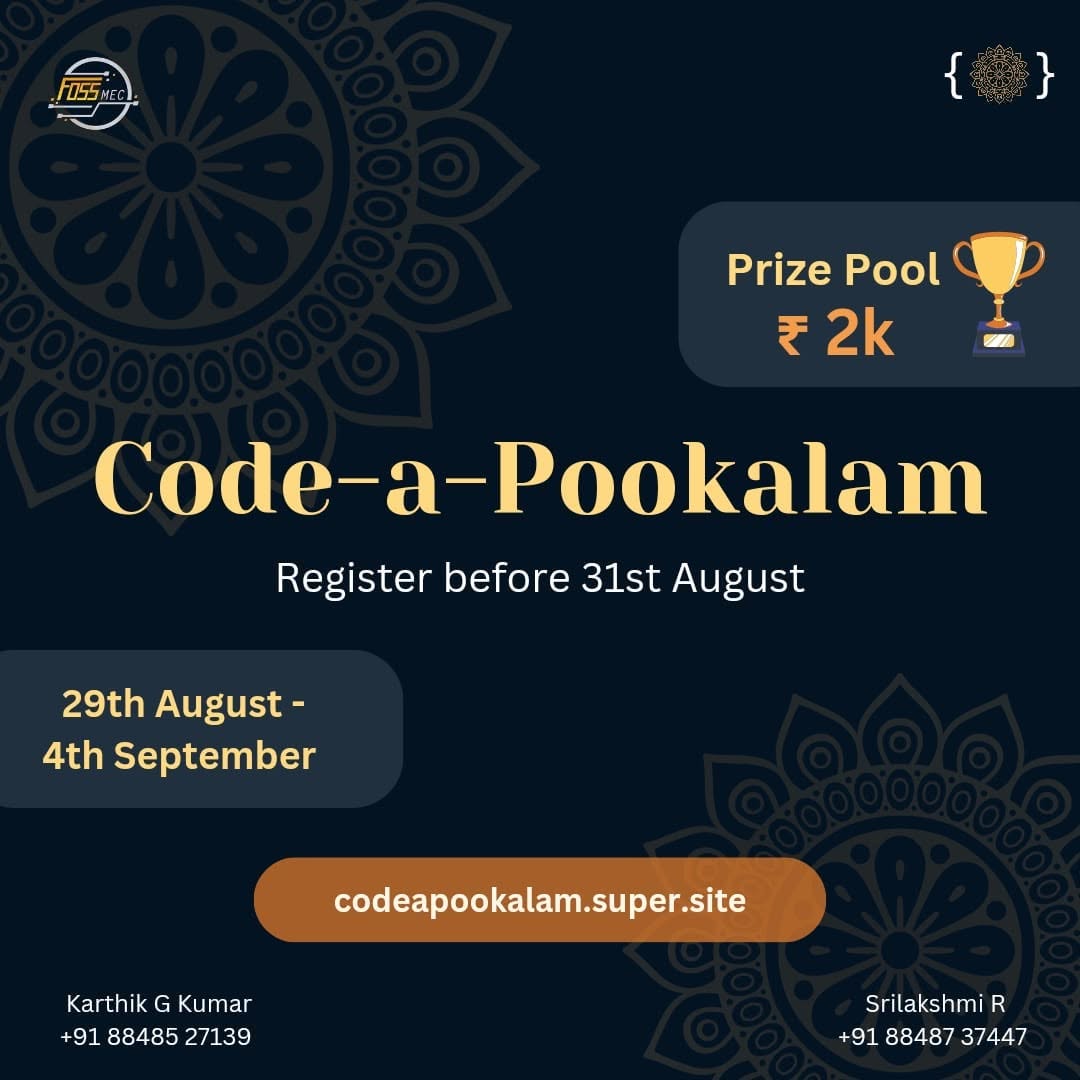 FOSS MEC
{ }
Prize Pool
₹ 2k
Code-a-Pookalam
Register before 31st August
29th August -
4th September
codeapookalam.super.site
Karthik G Kumar
+91 88485 27139
Srilakshmi R
+91 88487 37447